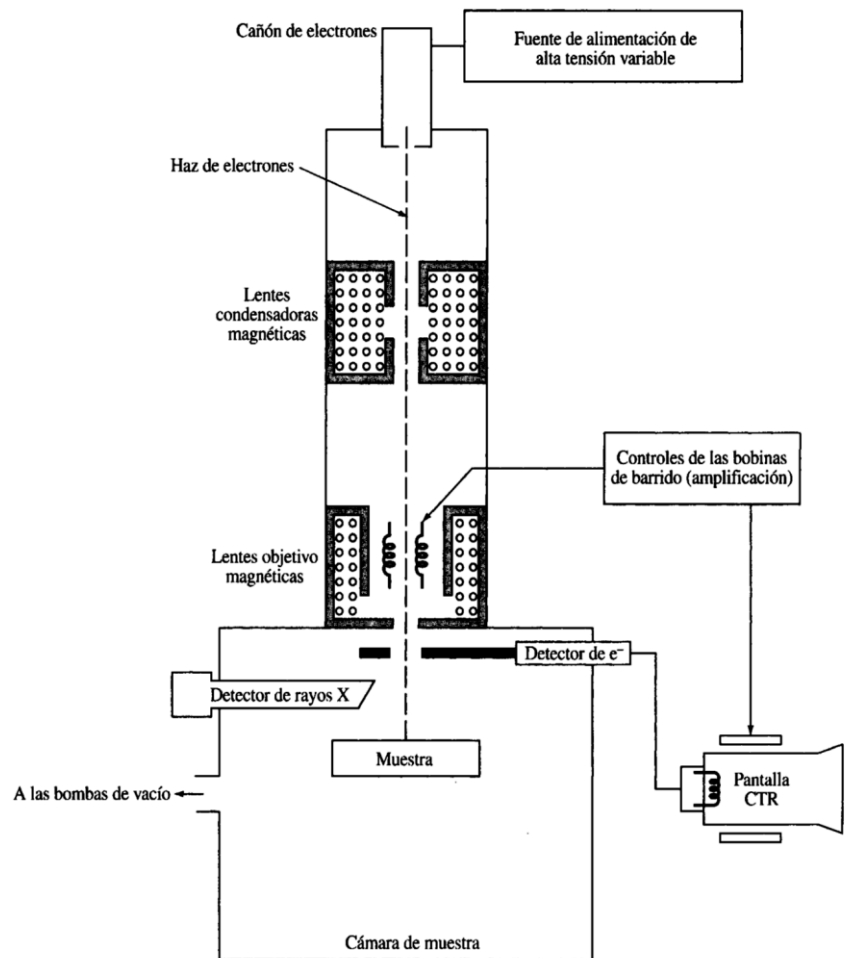 Cañón de electrones
Fuente de alimentación de
alta tensión variable
Haz de electrones
Lentes
condensadoras
magnéticas
Controles de las bobinas
de barrido (amplificación)
Lentes objetivo
magnéticas
Detector de e⁻
Detector de rayos X
Muestra
A las bombas de vacío
Pantalla
CTR
Cámara de muestra